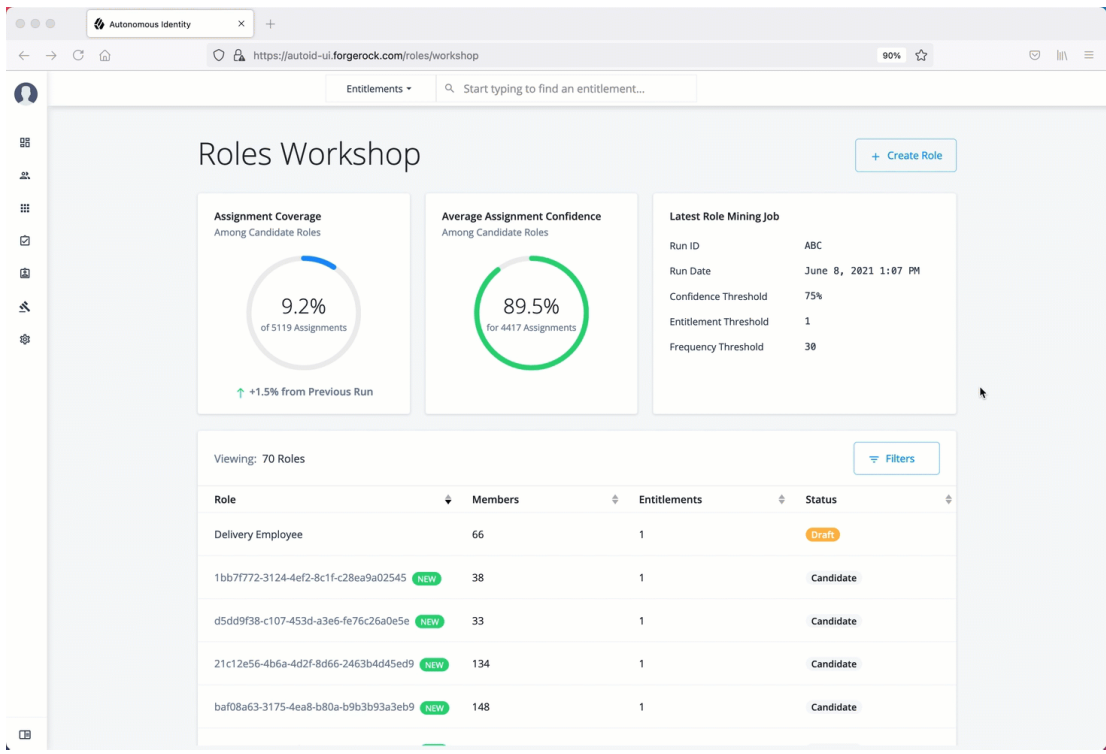 Autonomous Identity
https://autoid-ui.forgerock.com/roles/workshop
90%
Entitlements
Start typing to find an entitlement...
Roles Workshop
+ Create Role
Assignment Coverage
Among Candidate Roles
9.2%
of 5119 Assignments
↑ +1.5% from Previous Run
Average Assignment Confidence
Among Candidate Roles
89.5%
for 4417 Assignments
Latest Role Mining Job
Run ID ABC
Run Date June 8, 2021 1:07 PM
Confidence Threshold 75%
Entitlement Threshold 1
Frequency Threshold 30
Viewing: 70 Roles
Filters
Role Members Entitlements Status
Delivery Employee 66 1 Draft
1bb7f772-3124-4ef2-8c1f-c28ea9a02545 NEW 38 1 Candidate
d5dd9f38-c107-453d-a3e6-fe76c26a0e5e NEW 33 1 Candidate
21c12e56-4b6a-4d2f-8d66-2463b4d45ed9 NEW 134 1 Candidate
baf08a63-3175-4ea8-b80a-b9b3b93a3eb9 NEW 148 1 Candidate